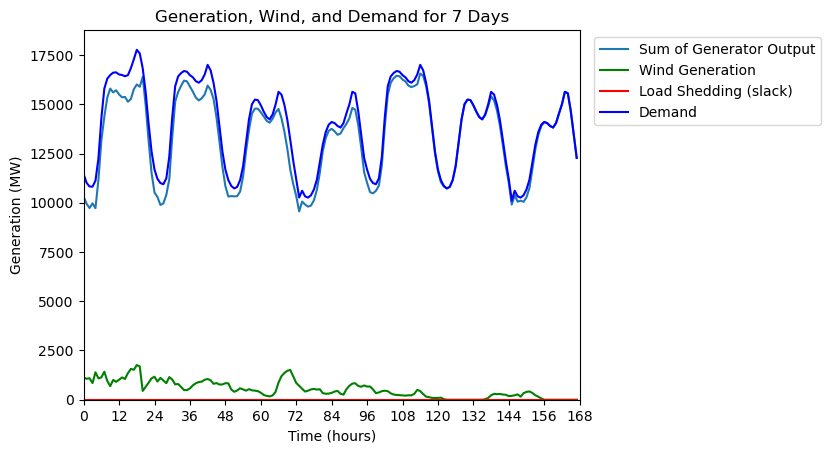 Generation, Wind, and Demand for 7 Days
Sum of Generator Output
Wind Generation
Load Shedding (slack)
Demand
Generation (MW)
17500
15000
12500
10000
7500
5000
2500
0
0 12 24 36 48 60 72 84 96 108 120 132 144 156 168
Time (hours)